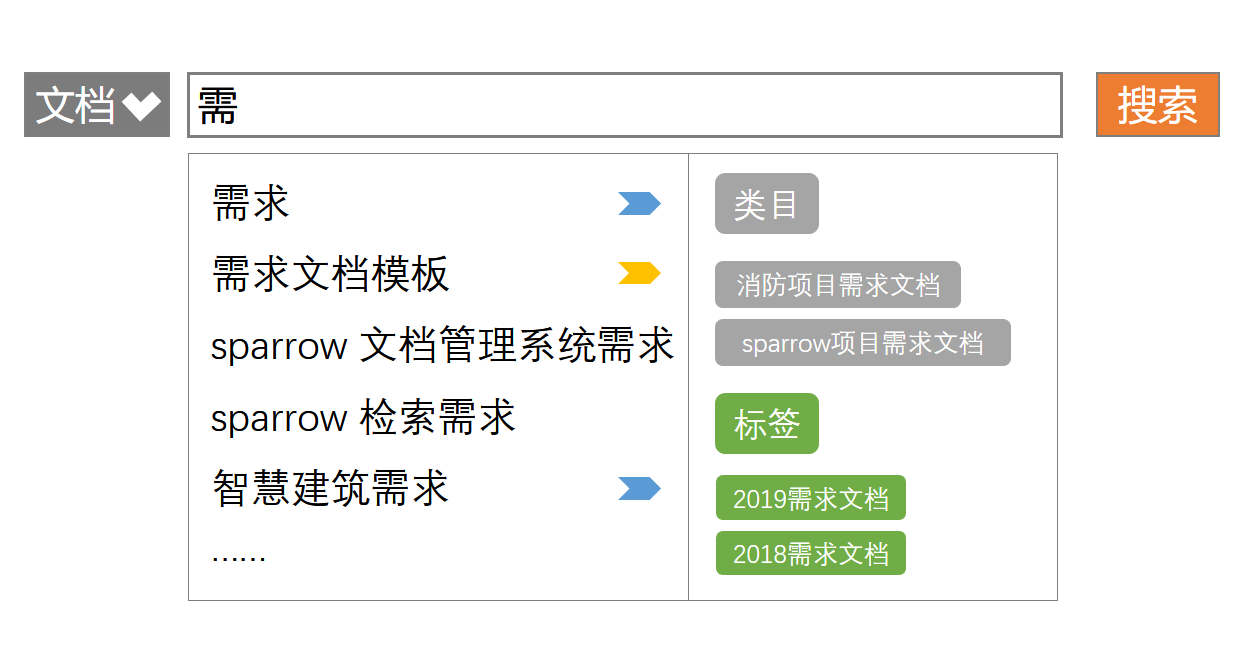 文档
需
搜索
需求
需求文档模板
sparrow 文档管理系统需求
sparrow 检索需求
智慧建筑需求
……
类目
消防项目需求文档
sparrow项目需求文档
标签
2019需求文档
2018需求文档